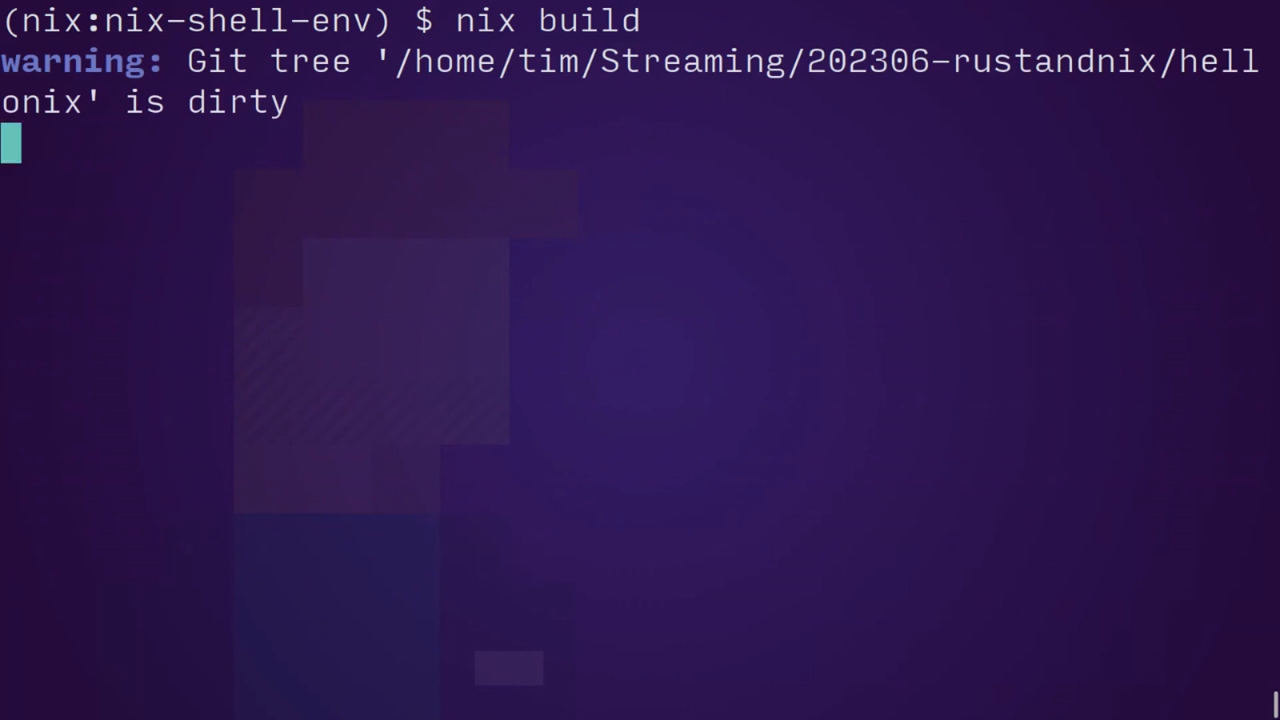 (nix:nix-shell-env) $ nix build
warning: Git tree '/home/tim/Streaming/202306-rustandnix/hell
onix' is dirty